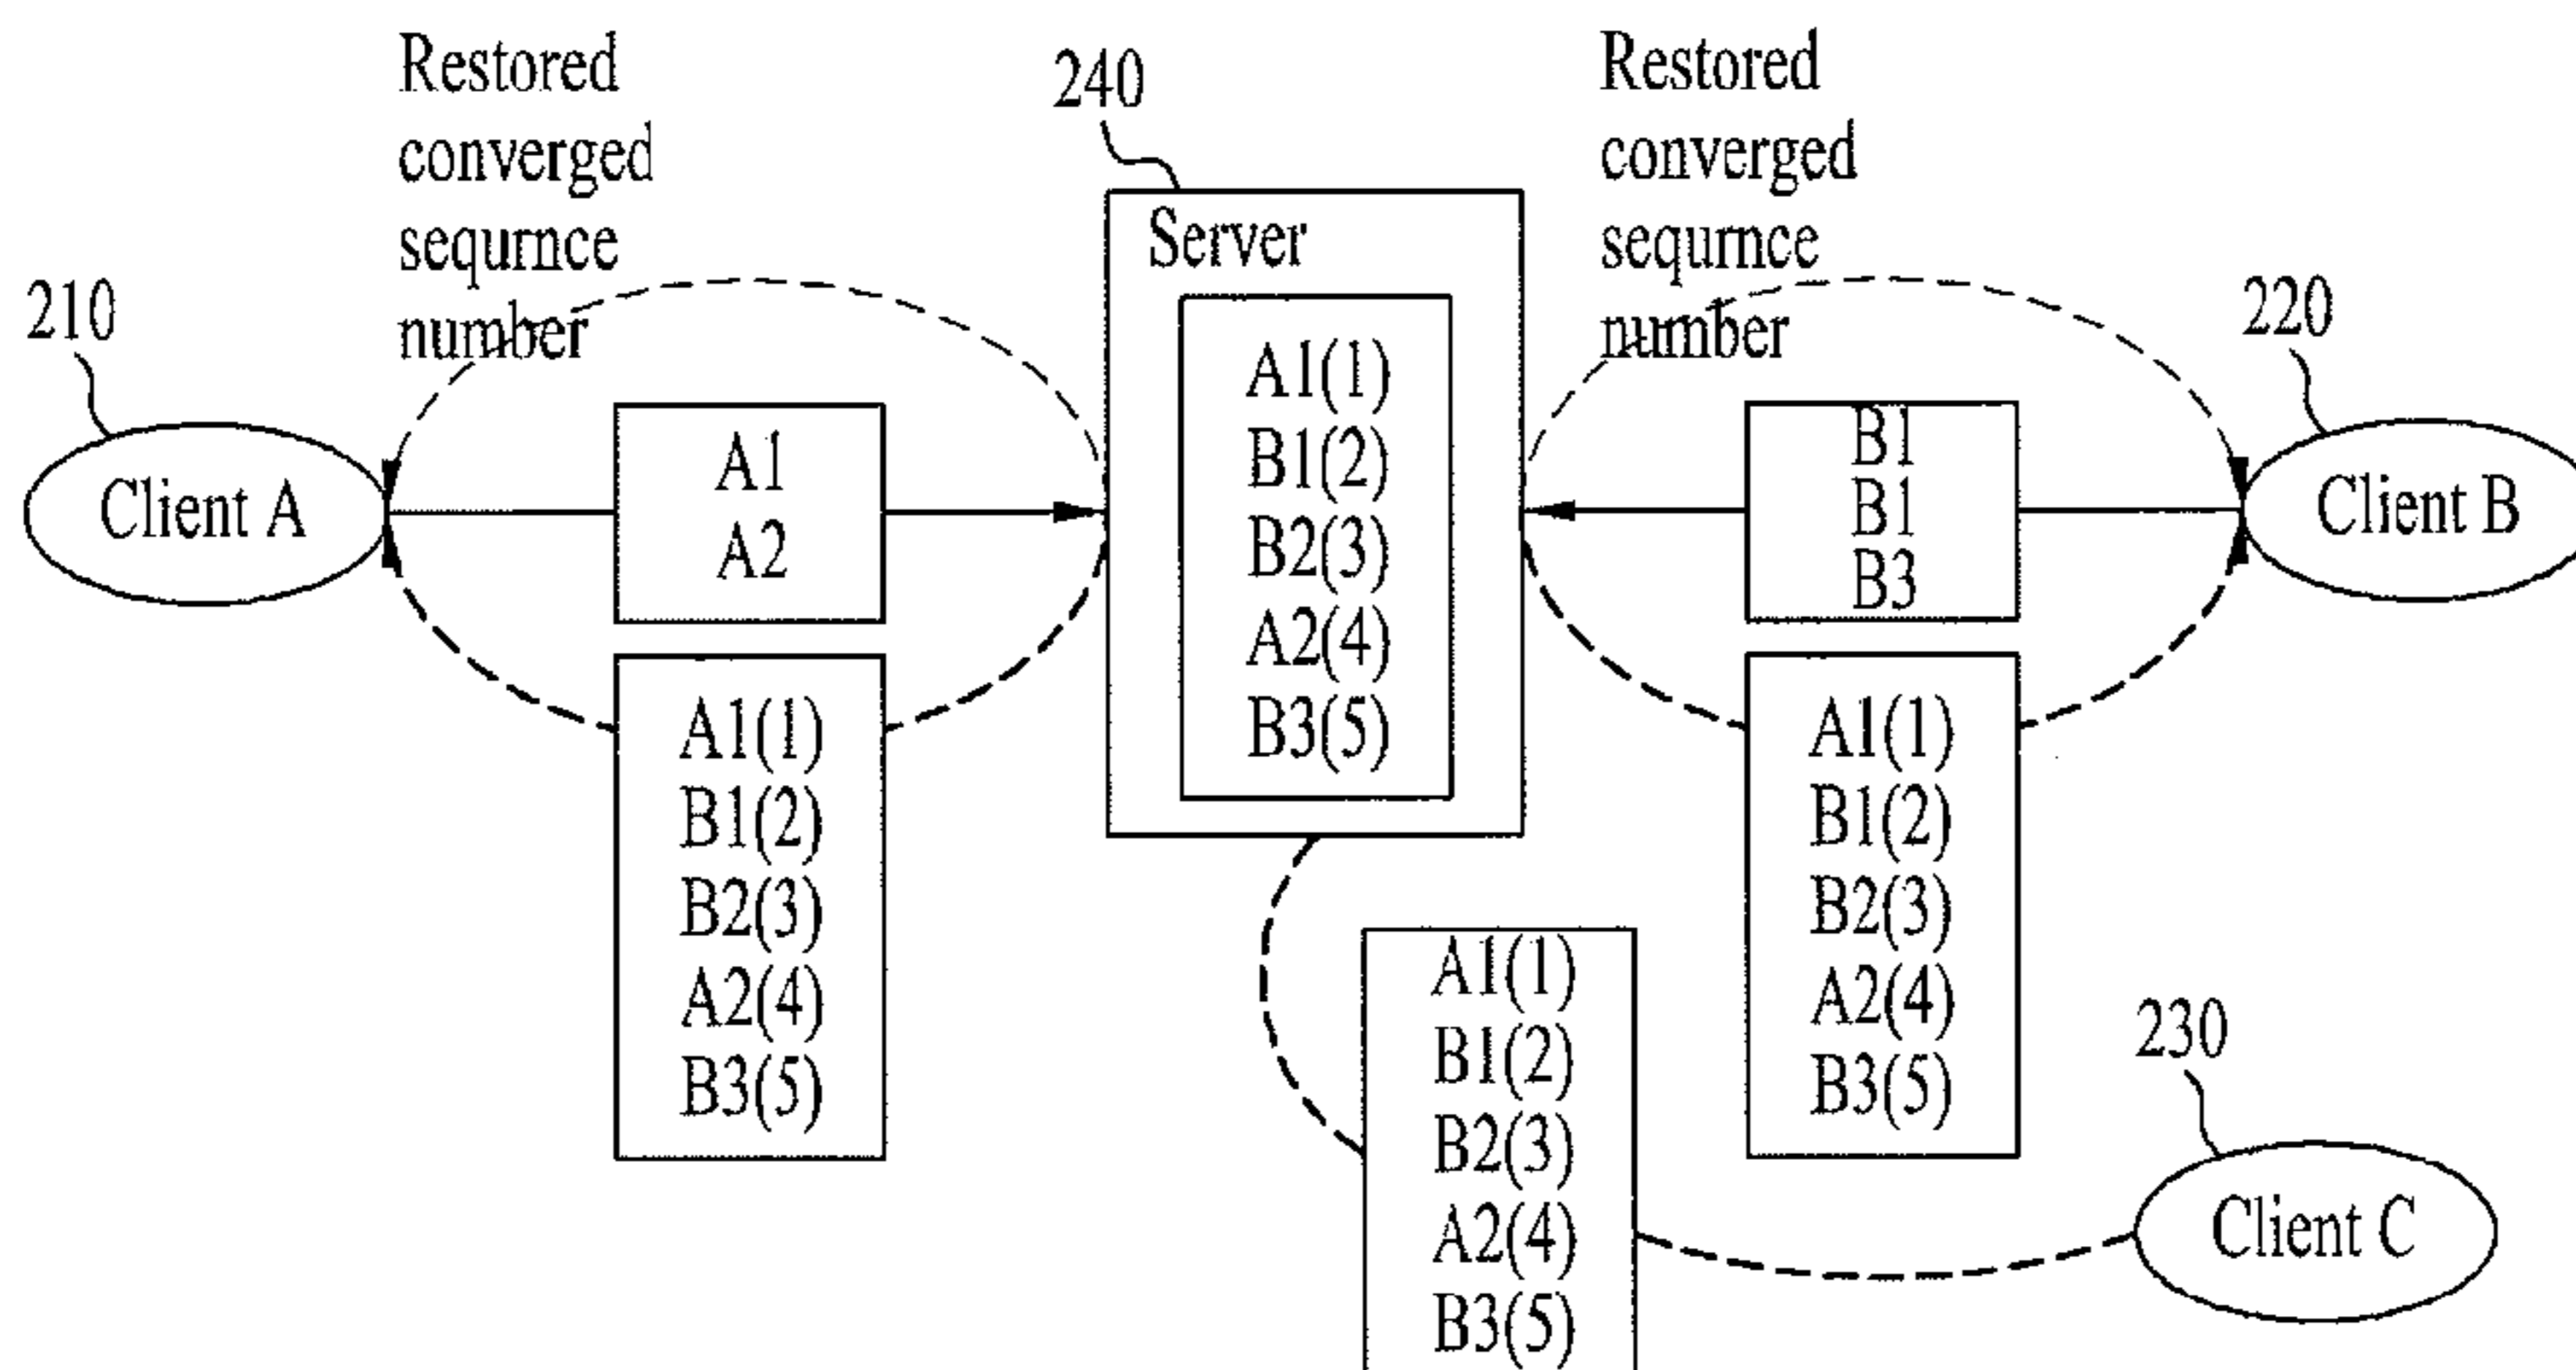 Restored
converged
sequrnce
number
240
Restored
converged
sequrnce
number
210
220
Server
A1(1)
B1(2)
B2(3)
A2(4)
B3(5)
Client A
A1
A2
B1
B1
B3
Client B
A1(1)
B1(2)
B2(3)
A2(4)
B3(5)
A1(1)
B1(2)
B2(3)
A2(4)
B3(5)
A1(1)
B1(2)
B2(3)
A2(4)
B3(5)
230
Client C